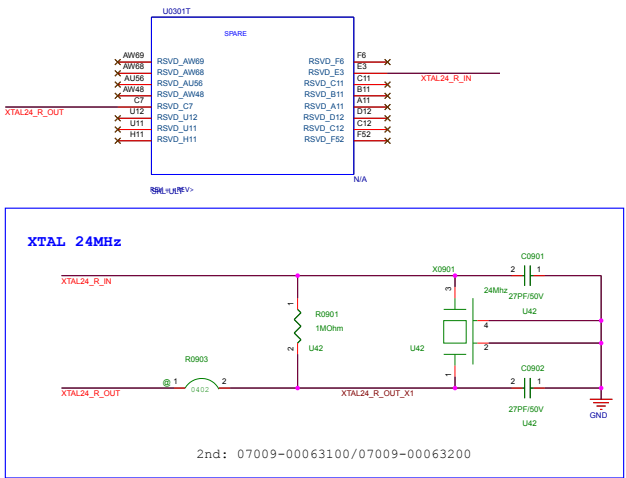 U0301T
SPARE
AW69 RSVD_AW69 RSVD_F6 F6
AW68 RSVD_AW68 RSVD_E3 E3
XTAL24_R_IN
AU56 RSVD_AU56 RSVD_C11 C11
AW48 RSVD_AW48 RSVD_B11 B11
XTAL24_R_OUT
C7 RSVD_C7 RSVD_A11 A11
U12 RSVD_U12 RSVD_D12 D12
U11 RSVD_U11 RSVD_C12 C12
H11 RSVD_H11 RSVD_F52 F52
N/A
SKL-ULT
XTAL 24MHz
XTAL24_R_IN
X0901
C0901
2 1
27PF/50V
U42
24Mhz
3
4
2
1
U42
1
R0901
1MOhm
2
U42
R0903
@ 1 2
0402
XTAL24_R_OUT
XTAL24_R_OUT_X1
C0902
2 1
27PF/50V
U42
GND
2nd: 07009-00063100/07009-00063200